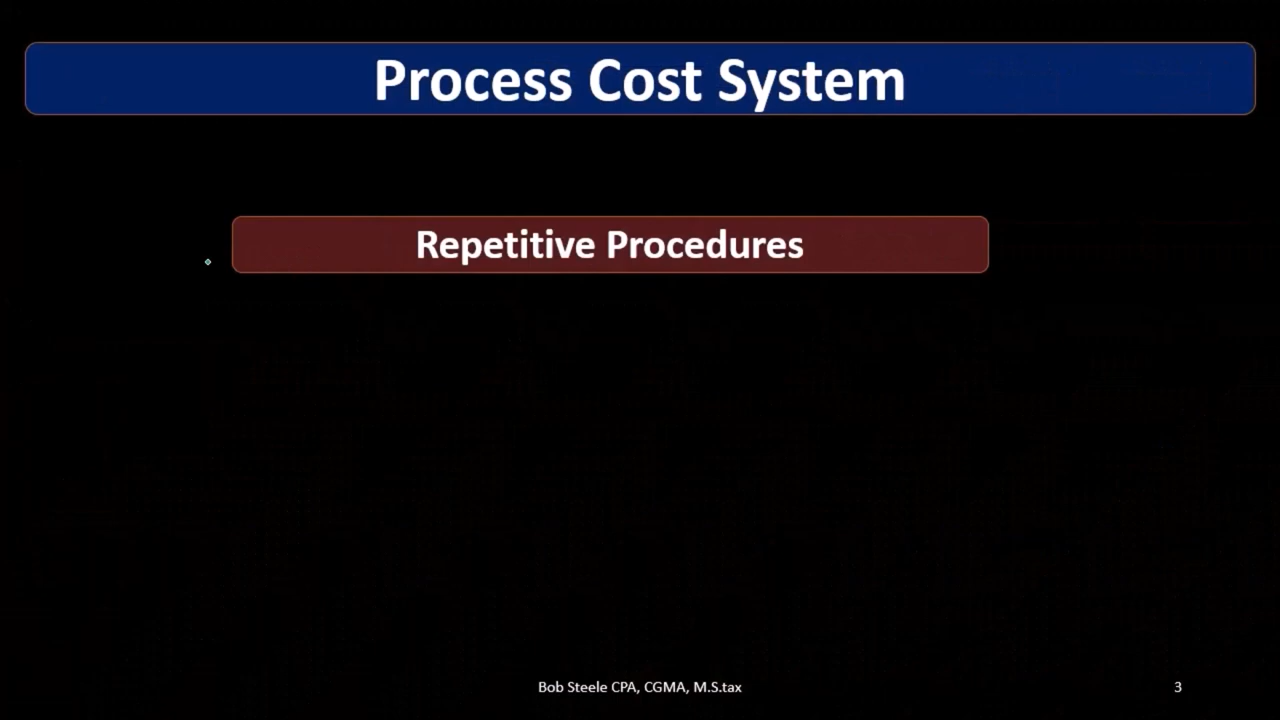 Process Cost System
Repetitive Procedures
Bob Steele CPA, CGMA, M.S.tax
3